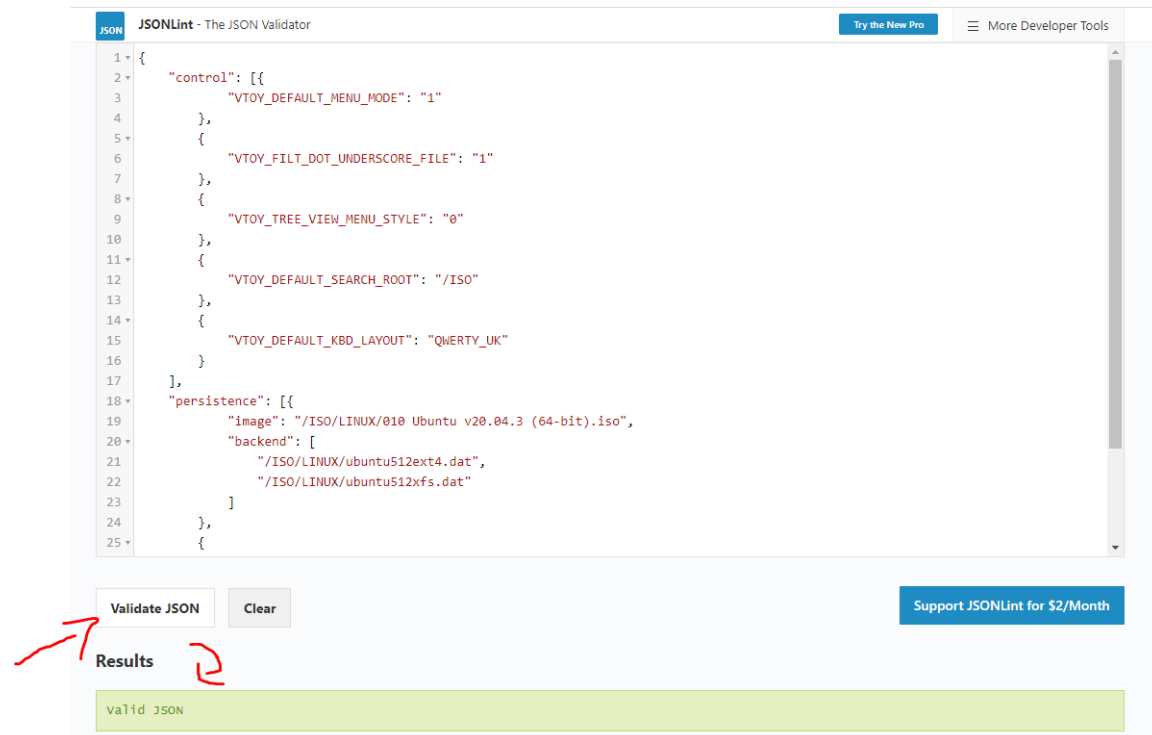 JSON JSONLint - The JSON Validator Try the New Pro More Developer Tools
1 {
2 "control": [{
3 "VTOY_DEFAULT_MENU_MODE": "1"
4 },
5 {
6 "VTOY_FILT_DOT_UNDERSCORE_FILE": "1"
7 },
8 {
9 "VTOY_TREE_VIEW_MENU_STYLE": "0"
10 },
11 {
12 "VTOY_DEFAULT_SEARCH_ROOT": "/ISO"
13 },
14 {
15 "VTOY_DEFAULT_KBD_LAYOUT": "QWERTY_UK"
16 }
17 ],
18 "persistence": [{
19 "image": "/ISO/LINUX/010 Ubuntu v20.04.3 (64-bit).iso",
20 "backend": [
21 "/ISO/LINUX/ubuntu512ext4.dat",
22 "/ISO/LINUX/ubuntu512xfs.dat"
23 ]
24 },
25 {
Validate JSON Clear Support JSONLint for $2/Month
Results
Valid JSON